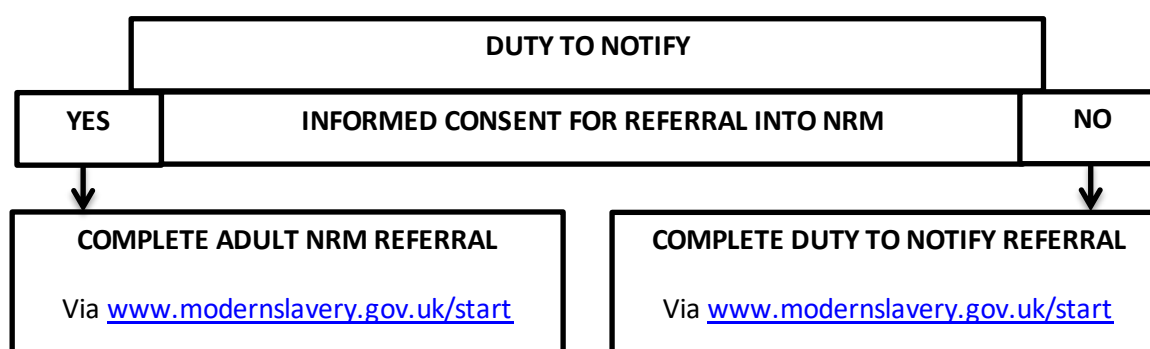 DUTY TO NOTIFY
YES
INFORMED CONSENT FOR REFERRAL INTO NRM
NO
COMPLETE ADULT NRM REFERRAL
Via www.modernslavery.gov.uk/start
COMPLETE DUTY TO NOTIFY REFERRAL
Via www.modernslavery.gov.uk/start